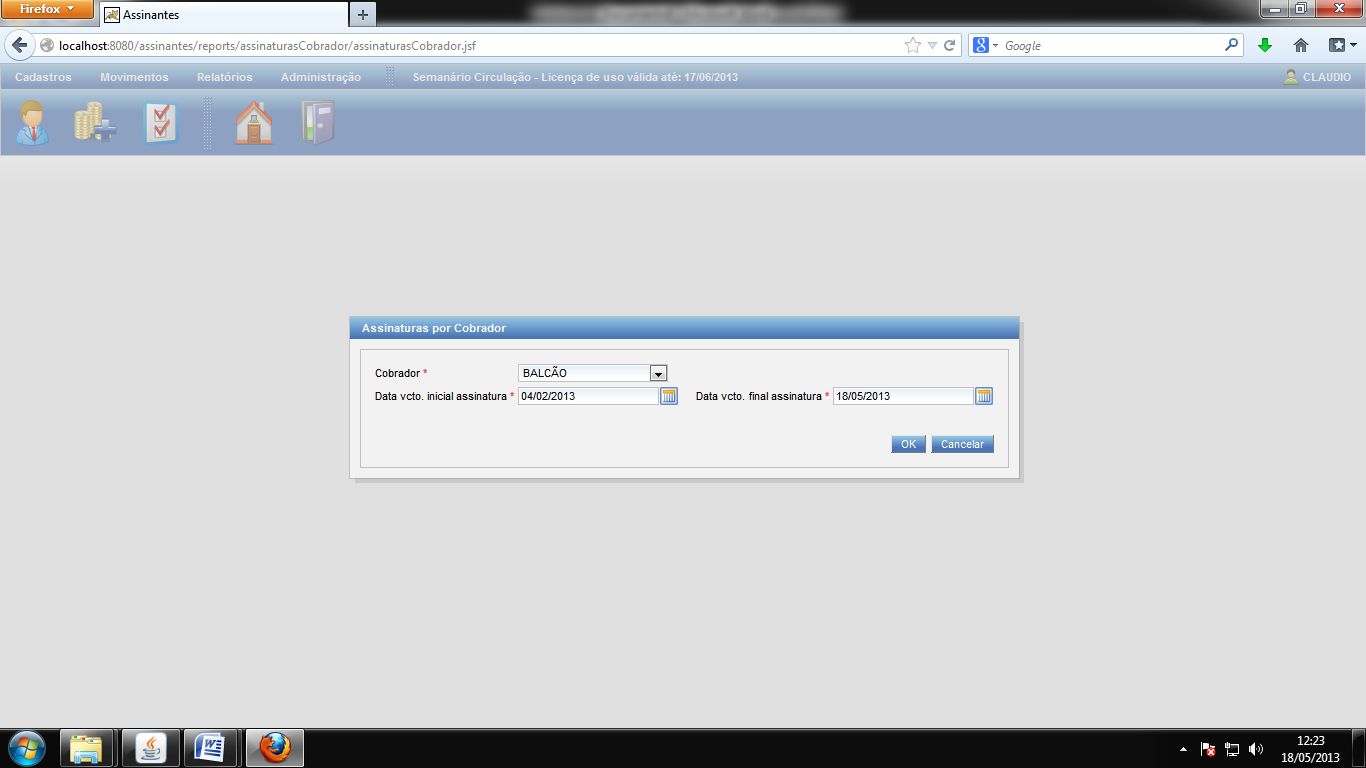 Firefox
Assinantes
localhost:8080/assinantes/reports/assinaturasCobrador/assinaturasCobrador.jsf
Google
Cadastros Movimentos Relatórios Administração Semanário Circulação - Licença de uso válida até: 17/06/2013 CLAUDIO
Assinaturas por Cobrador
Cobrador * BALCÃO
Data vcto. inicial assinatura * 04/02/2013 Data vcto. final assinatura * 18/05/2013
OK Cancelar
12:23
18/05/2013